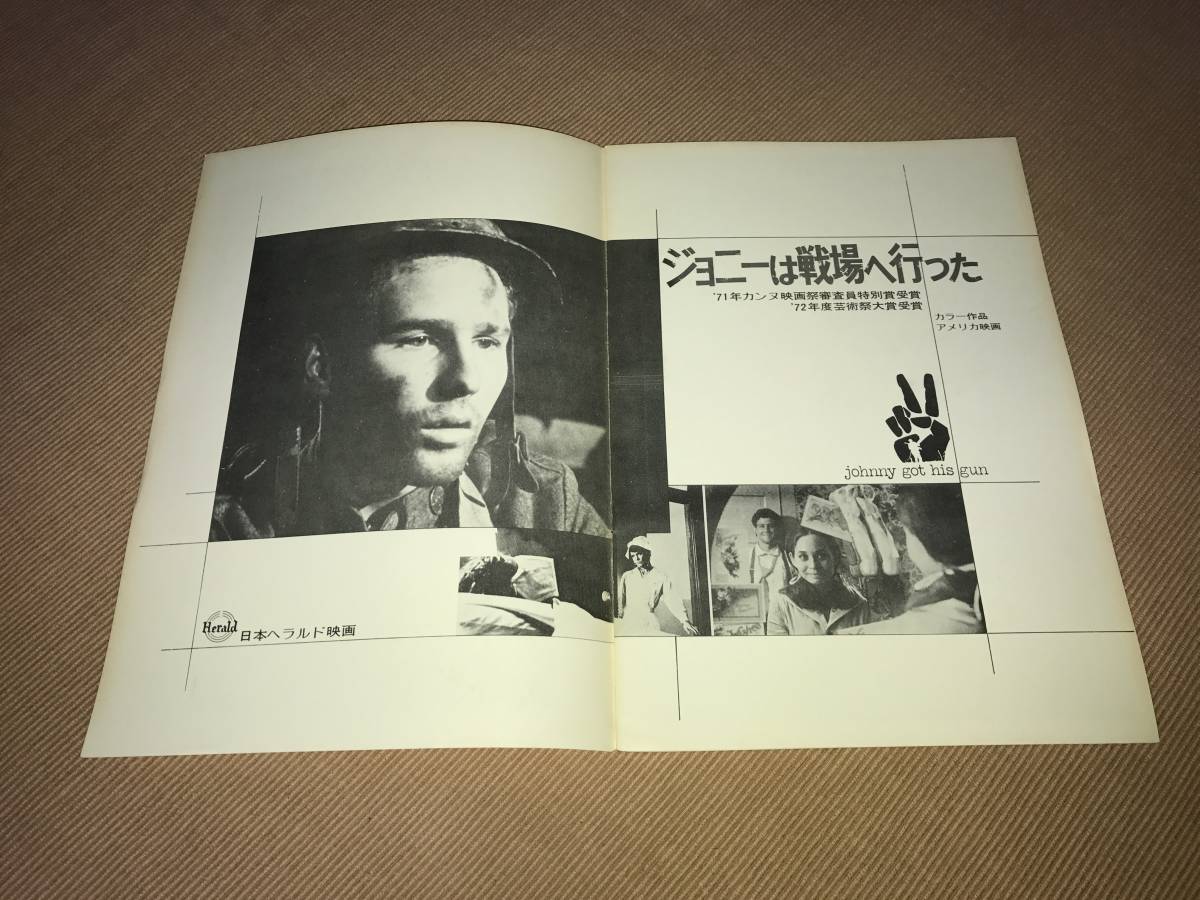 ジョニーは戦場へ行った
'71年カンヌ映画祭審査員特別賞受賞
'72年度芸術祭大賞受賞
カラー作品
アメリカ映画
johnny got his gun
Herald 日本ヘラルド映画